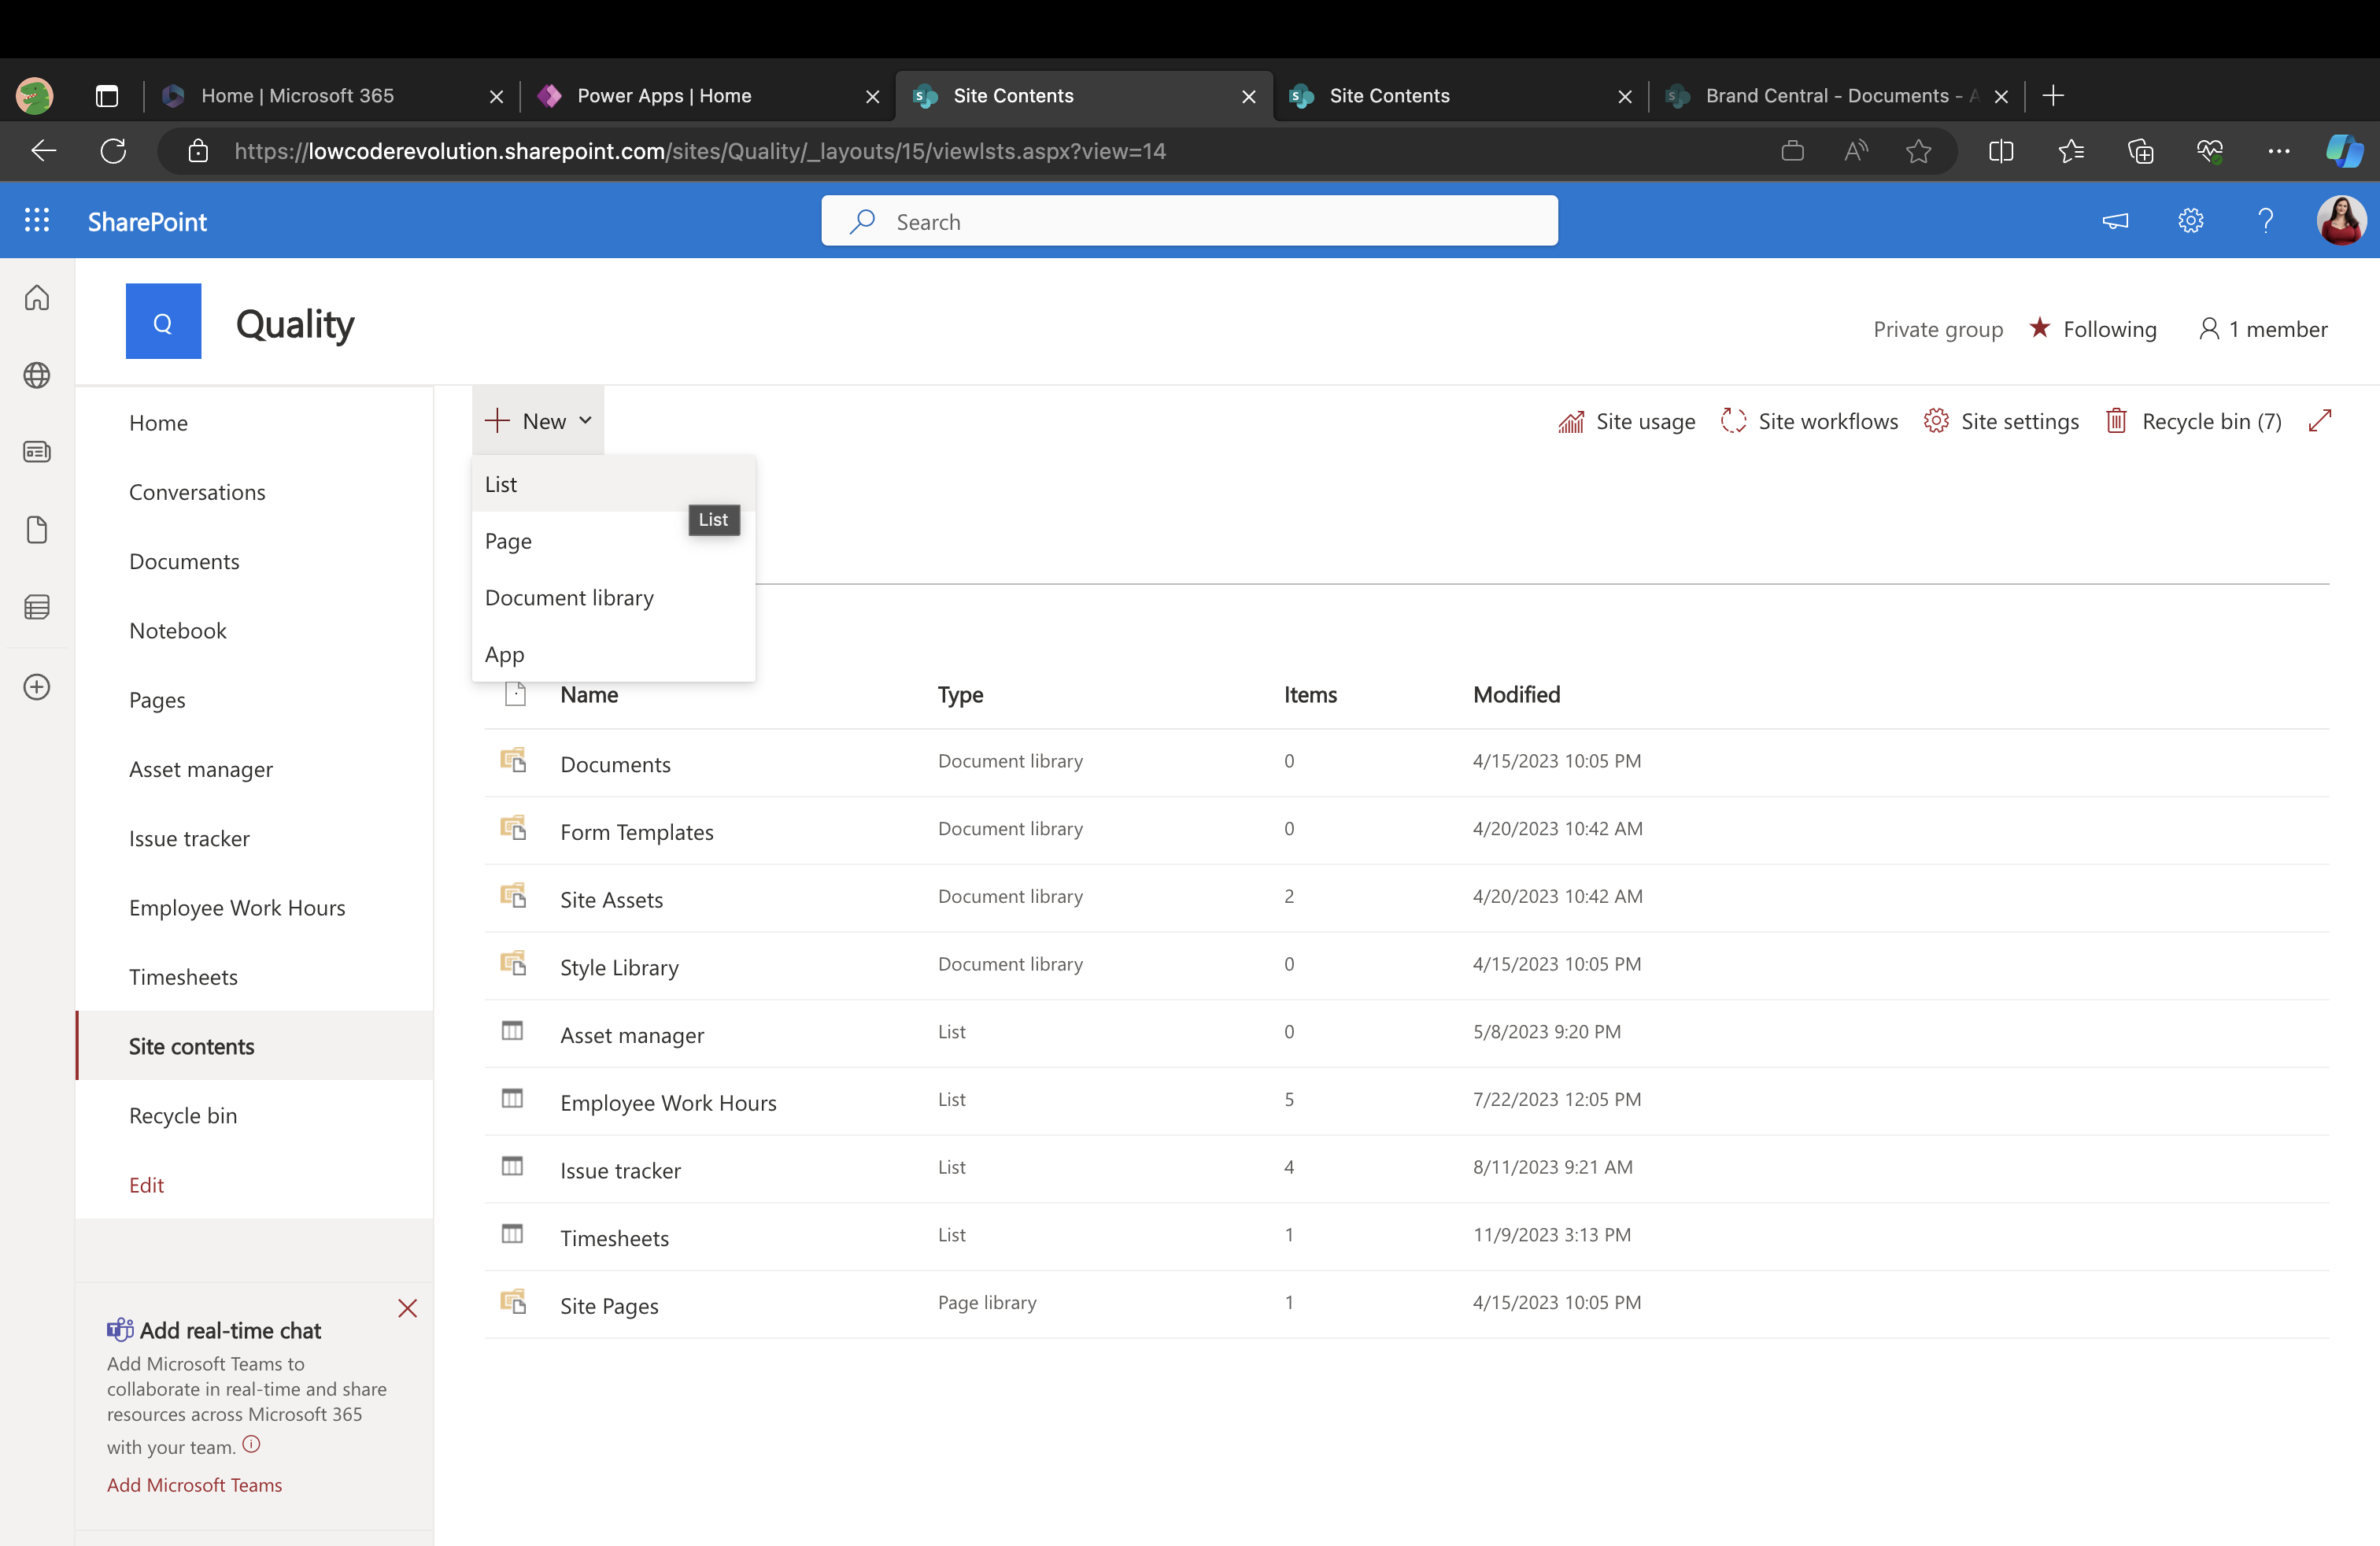 Home | Microsoft 365
Power Apps | Home
Site Contents
Site Contents
Brand Central - Documents - A
https://lowcoderevolution.sharepoint.com/sites/Quality/_layouts/15/viewlsts.aspx?view=14
SharePoint
Search
Q
Quality
Private group
Following
1 member
Home
Conversations
Documents
Notebook
Pages
Asset manager
Issue tracker
Employee Work Hours
Timesheets
Site contents
Recycle bin
Edit
Add real-time chat
Add Microsoft Teams to
collaborate in real-time and share
resources across Microsoft 365
with your team.
Add Microsoft Teams
New
Site usage
Site workflows
Site settings
Recycle bin (7)
List
List
Page
Document library
App
Name Type Items Modified
Documents Document library 0 4/15/2023 10:05 PM
Form Templates Document library 0 4/20/2023 10:42 AM
Site Assets Document library 2 4/20/2023 10:42 AM
Style Library Document library 0 4/15/2023 10:05 PM
Asset manager List 0 5/8/2023 9:20 PM
Employee Work Hours List 5 7/22/2023 12:05 PM
Issue tracker List 4 8/11/2023 9:21 AM
Timesheets List 1 11/9/2023 3:13 PM
Site Pages Page library 1 4/15/2023 10:05 PM